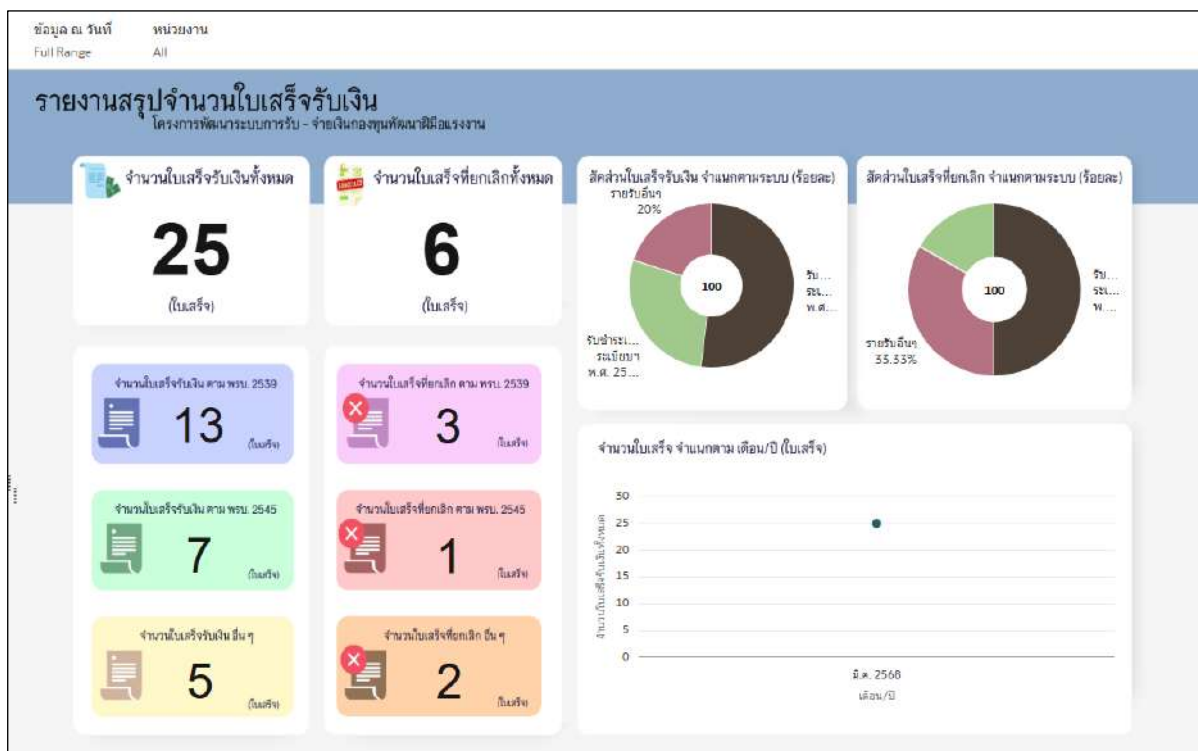 ข้อมูล ณ วันที่ หน่วยงาน
Full Range All
รายงานสรุปจำนวนใบเสร็จรับเงิน
โครงการพัฒนาระบบการรับ - จ่ายเงินกองทุนพัฒนาฝีมือแรงงาน
จำนวนใบเสร็จรับเงินทั้งหมด
25
(ใบเสร็จ)
จำนวนใบเสร็จที่ยกเลิกทั้งหมด
6
(ใบเสร็จ)
สัดส่วนใบเสร็จรับเงิน จำแนกตามระบบ (ร้อยละ)
รายรับอื่นๆ
20%
100
รับ...
ระเ...
พ.ศ...
รับชำระเ...
ระเบียบฯ
พ.ศ. 25...
สัดส่วนใบเสร็จที่ยกเลิก จำแนกตามระบบ (ร้อยละ)
100
รับ...
ระเ...
พ....
รายรับอื่นๆ
33.33%
จำนวนใบเสร็จรับเงิน ตาม พรบ. 2539
13
(ใบเสร็จ)
จำนวนใบเสร็จที่ยกเลิก ตาม พรบ. 2539
3
(ใบเสร็จ)
จำนวนใบเสร็จรับเงิน ตาม พรบ. 2545
7
(ใบเสร็จ)
จำนวนใบเสร็จที่ยกเลิก ตาม พรบ. 2545
1
(ใบเสร็จ)
จำนวนใบเสร็จรับเงิน อื่น ๆ
5
(ใบเสร็จ)
จำนวนใบเสร็จที่ยกเลิก อื่น ๆ
2
(ใบเสร็จ)
จำนวนใบเสร็จ จำแนกตาม เดือน/ปี (ใบเสร็จ)
จำนวนใบเสร็จรับเงินทั้งหมด
30
25
20
15
10
5
0
มี.ค. 2568
เดือน/ปี